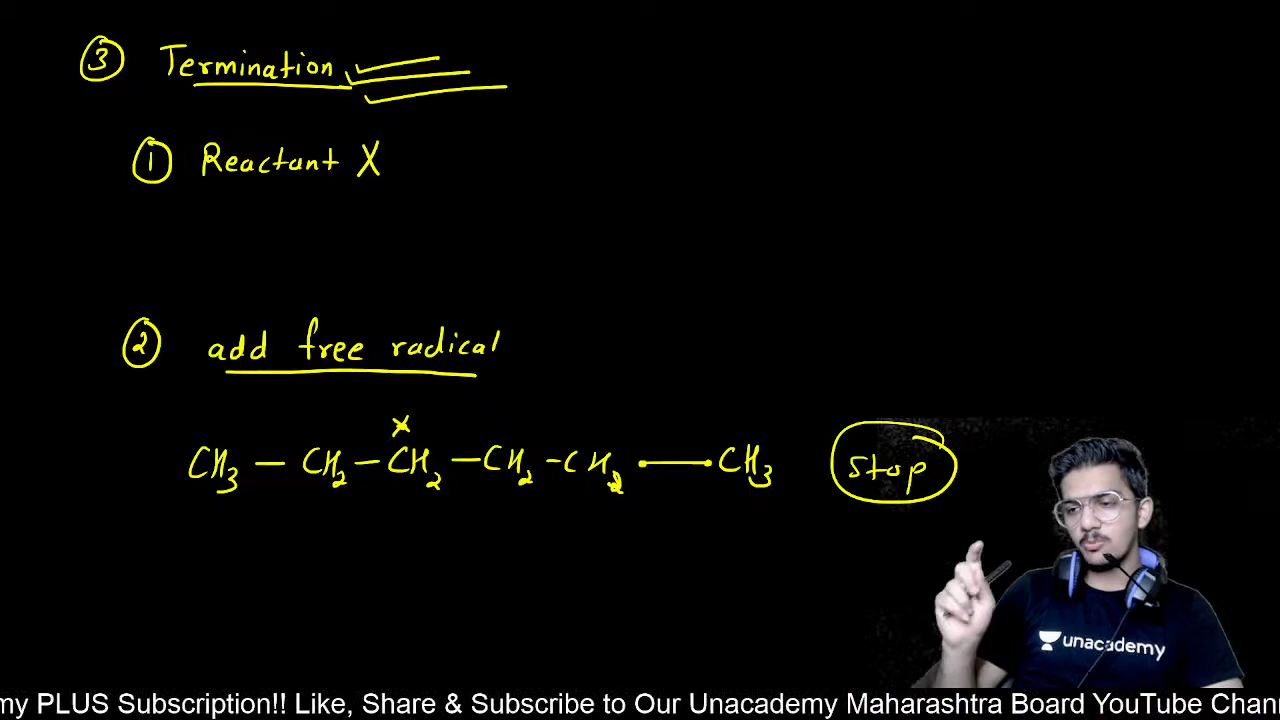 ③ Termination
① Reactant X
② add free radical
x
CH₃ — CH₂ — CH₂ — CH₂ - CH₂ •—• CH₃ Stop
unacademy
my PLUS Subscription!! Like, Share & Subscribe to Our Unacademy Maharashtra Board YouTube Chan